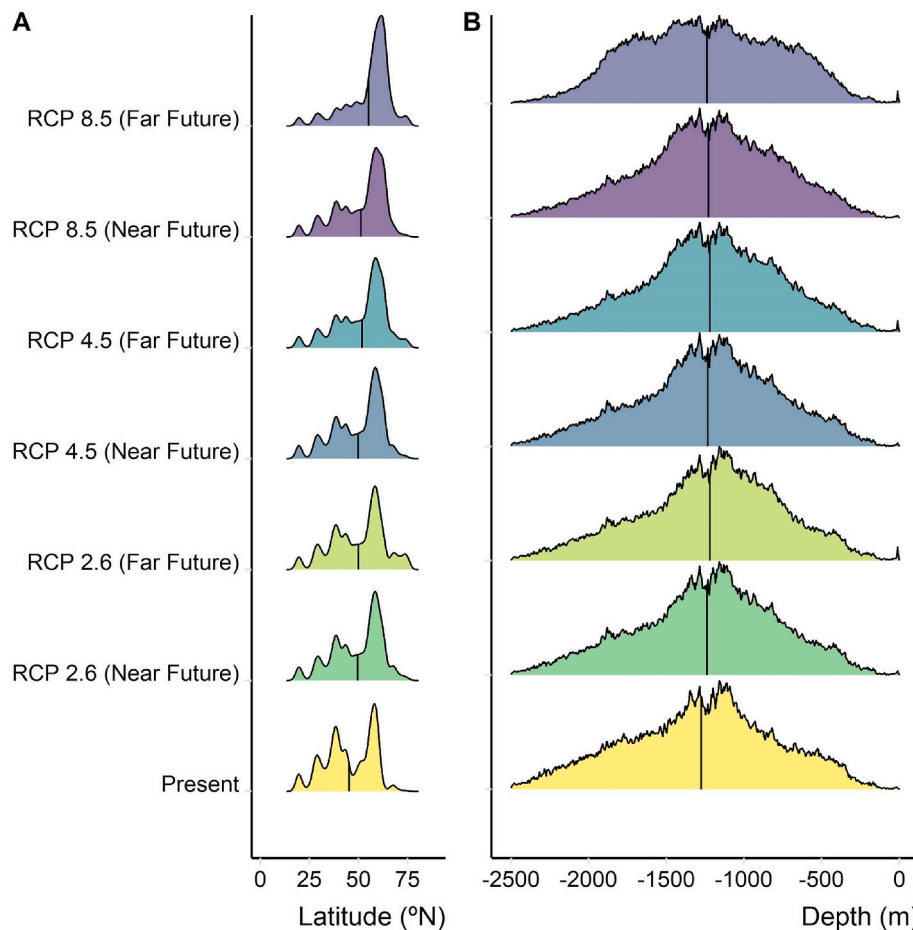 A
RCP 8.5 (Far Future)
RCP 8.5 (Near Future)
RCP 4.5 (Far Future)
RCP 4.5 (Near Future)
RCP 2.6 (Far Future)
RCP 2.6 (Near Future)
Present
0 25 50 75
Latitude (ºN)
B
-2500 -2000 -1500 -1000 -500 0
Depth (m)